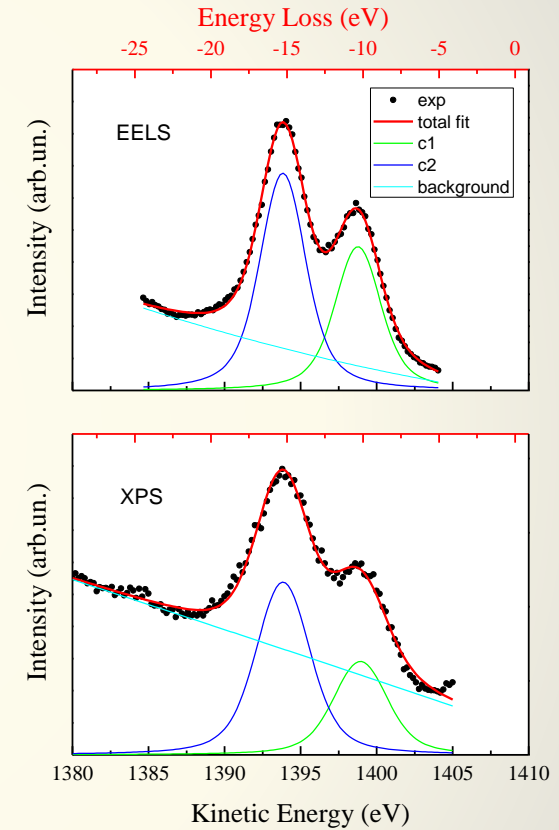 Energy Loss (eV)
-25 -20 -15 -10 -5 0
EELS
exp
total fit
c1
c2
background
Intensity (arb.un.)
XPS
Intensity (arb.un.)
1380 1385 1390 1395 1400 1405 1410
Kinetic Energy (eV)